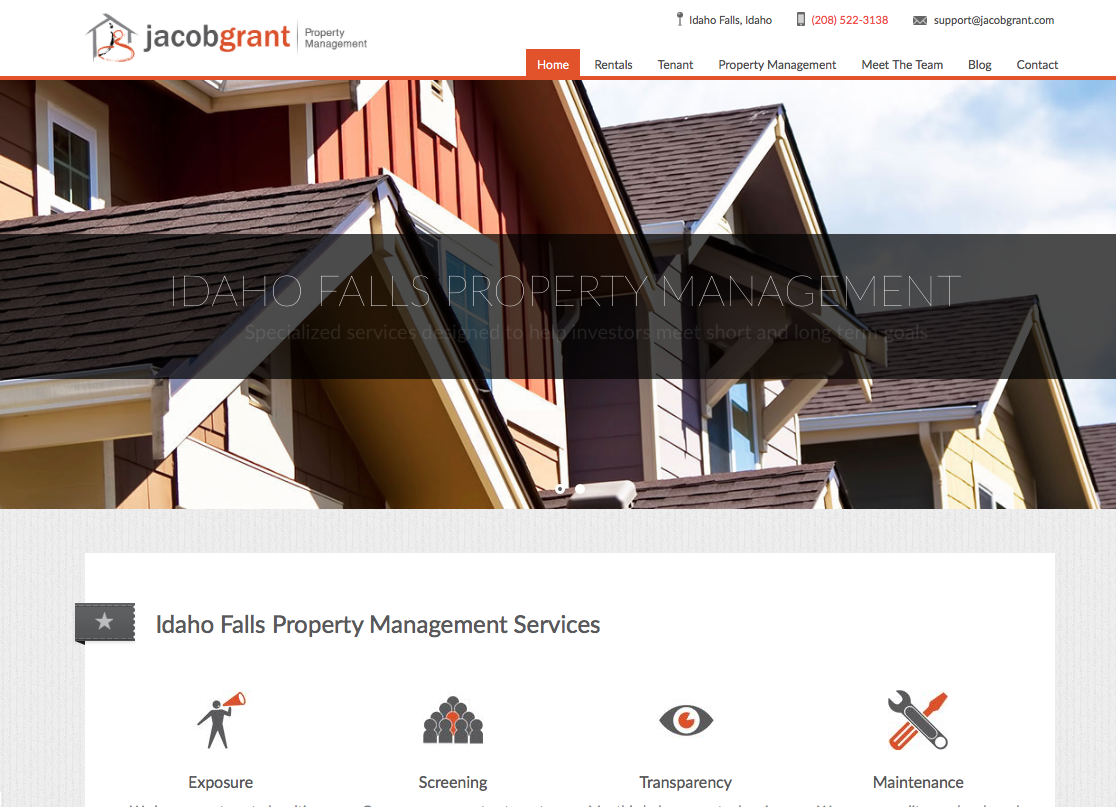 jacobgrant Property Management
Idaho Falls, Idaho
(208) 522-3138
support@jacobgrant.com
Home Rentals Tenant Property Management Meet The Team Blog Contact
IDAHO FALLS PROPERTY MANAGEMENT
Specialized services designed to help investors meet short and long term goals
Idaho Falls Property Management Services
Exposure Screening Transparency Maintenance